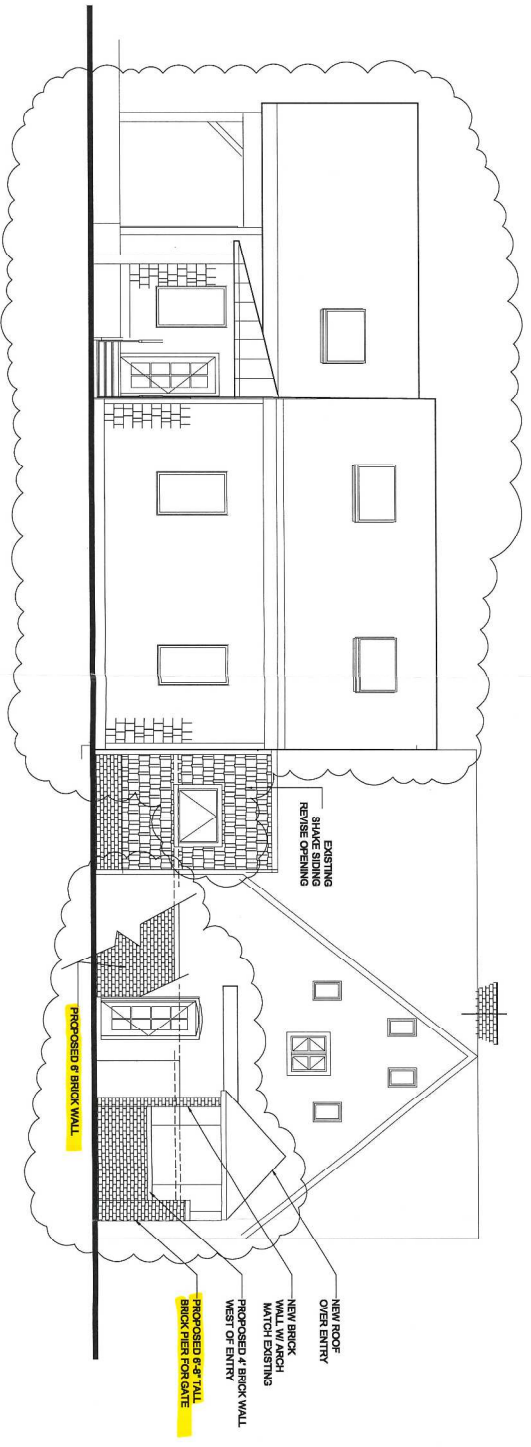 EXISTING
SHAKE SIDING
REVISE OPENING
PROPOSED 6' BRICK WALL
NEW ROOF
OVER ENTRY
NEW BRICK
WALL W/ ARCH
MATCH EXISTING
PROPOSED 4' BRICK WALL
WEST OF ENTRY
PROPOSED 6'-8" TALL
BRICK PIER FOR GATE